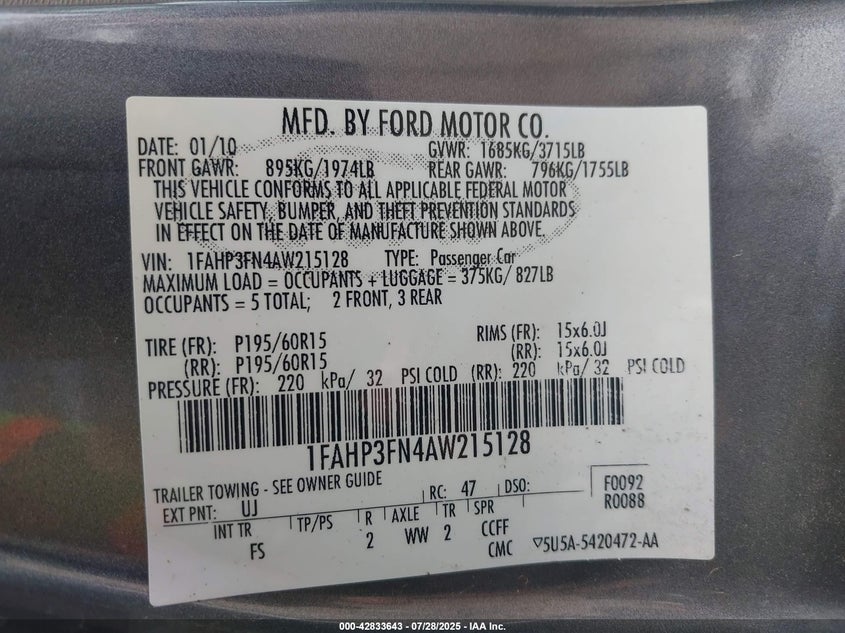 MFD. BY FORD MOTOR CO.
DATE: 01/10 GVWR: 1685KG/3715LB
FRONT GAWR: 895KG/1974LB REAR GAWR: 796KG/1755LB
THIS VEHICLE CONFORMS TO ALL APPLICABLE FEDERAL MOTOR
VEHICLE SAFETY, BUMPER, AND THEFT PREVENTION STANDARDS
IN EFFECT ON THE DATE OF MANUFACTURE SHOWN ABOVE.
VIN: 1FAHP3FN4AW215128 TYPE: Passenger Car
MAXIMUM LOAD = OCCUPANTS + LUGGAGE = 375KG/ 827LB
OCCUPANTS = 5 TOTAL; 2 FRONT, 3 REAR
TIRE (FR): P195/60R15 RIMS (FR): 15x6.0J
(RR): P195/60R15 (RR): 15x6.0J
PRESSURE (FR): 220 kPa/ 32 PSI COLD (RR): 220 kPa/ 32 PSI COLD
1FAHP3FN4AW215128
TRAILER TOWING - SEE OWNER GUIDE
EXT PNT: UJ RC: 47 DSO: F0092
R0088
INT TR TP/PS R AXLE TR SPR
FS 2 WW 2 CCFF
CMC ▽5U5A-5420472-AA
000-42833643 - 07/28/2025 - IAA Inc.